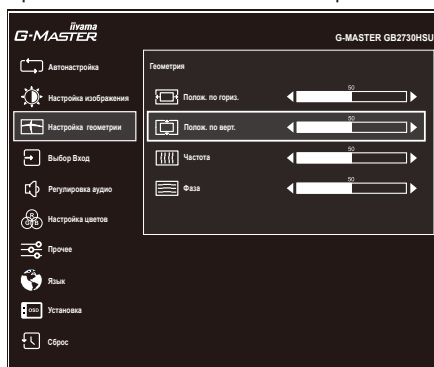 iiyama
G-MASTER
G-MASTER GB2730HSU
Автонастройка
Настройка изображения
Настройка геометрии
Выбор Вход
Регулировка аудио
Настройка цветов
R
G B
Прочее
Язык
OSD
Установка
Сброс
Геометрия
Полож. по гориз.
50
Полож. по верт.
50
Частота
50
Фаза
50